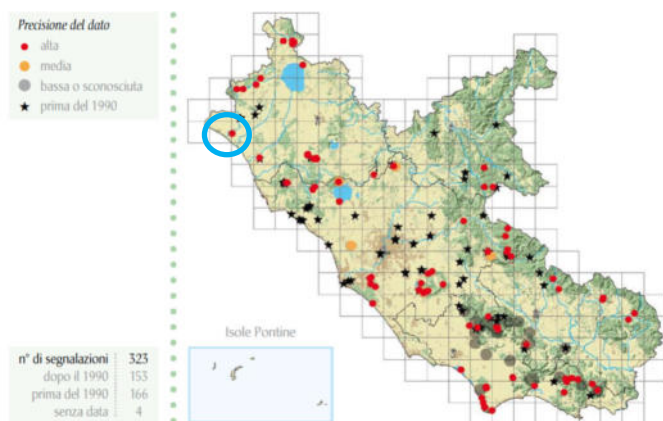 Precisione del dato
alta
media
bassa o sconosciuta
prima del 1990
Isole Pontine
n° di segnalazioni 323
dopo il 1990 153
prima del 1990 166
senza data 4